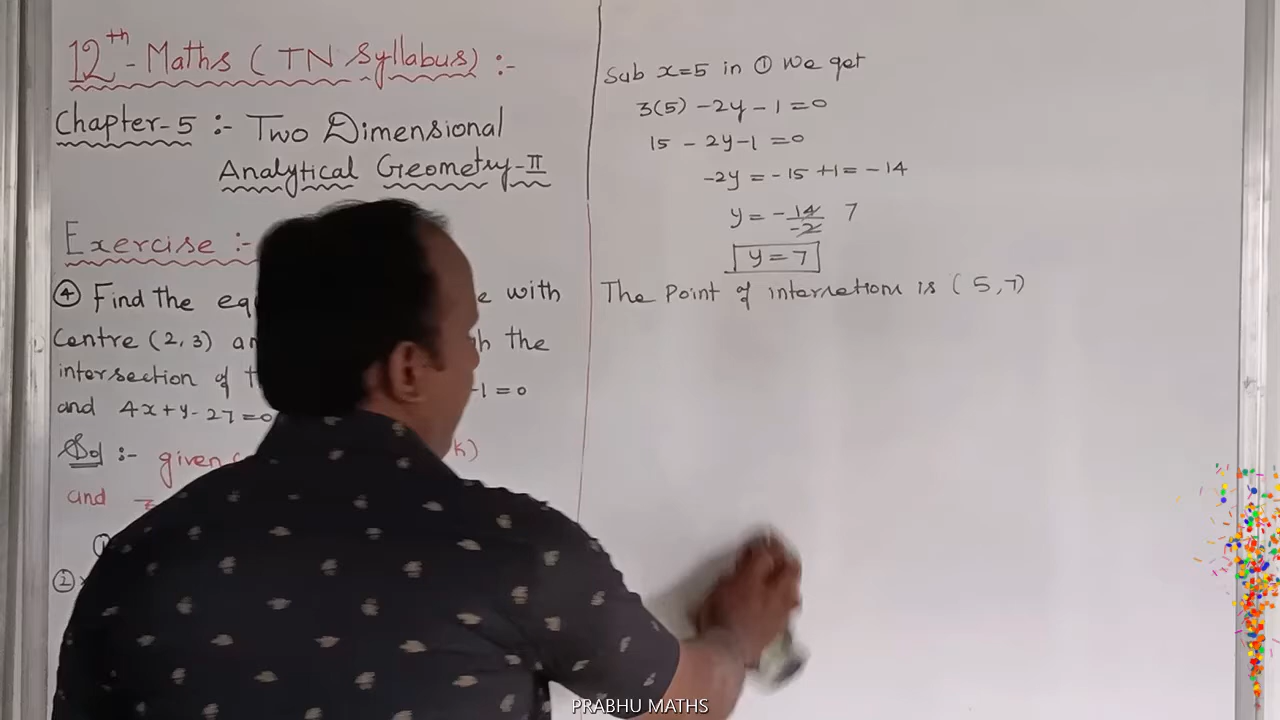 12th - Maths ( TN Syllabus) :-
Chapter-5 :- Two Dimensional
Analytical Geometry-II
Exercise :-
④ Find the eq e with
Centre (2, 3) an h the
intersection of t -1 = 0
and 4x+y-27=0
Sol :- given k)
and
①
②
Sub x=5 in ① We get
3(5) -2y - 1 = 0
15 - 2y-1 = 0
-2y = -15 +1 = -14
y = -14/-2 7
y = 7
The Point of intersetion is (5,7)
PRABHU MATHS